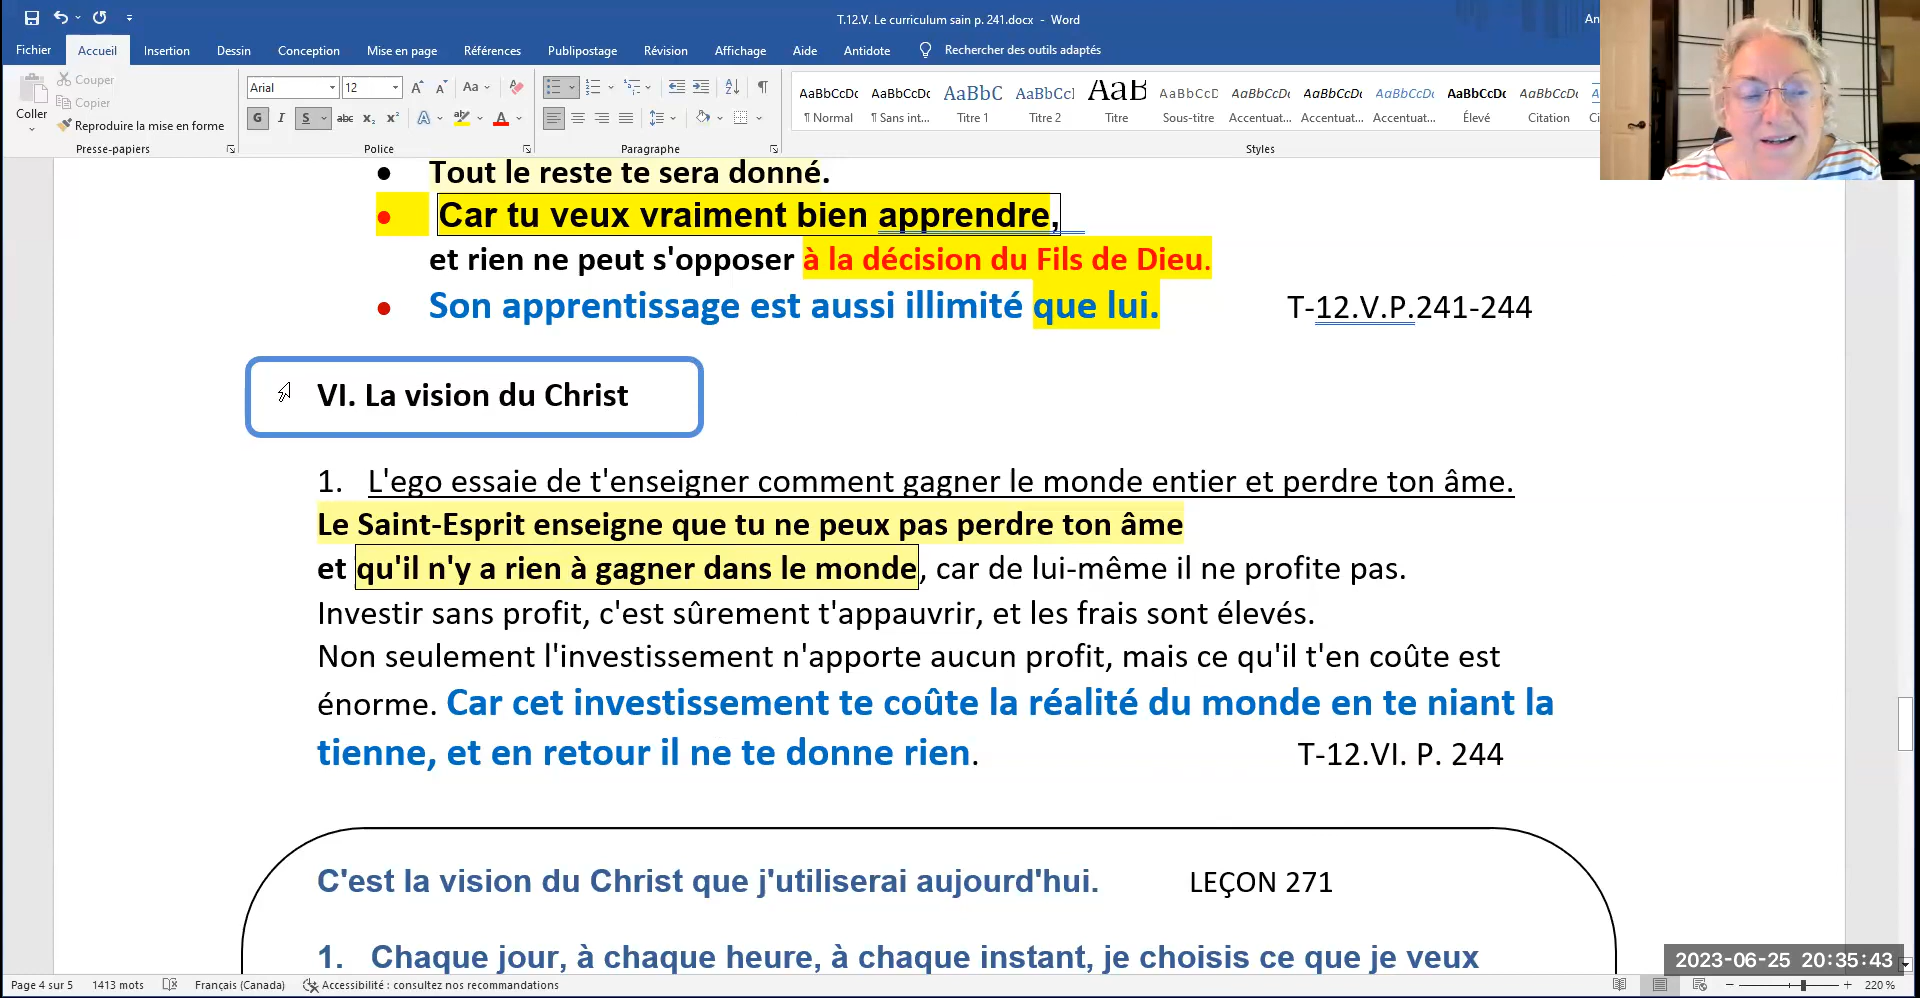 T.12.V. Le curriculum sain p. 241.docx - Word
An
Fichier Accueil Insertion Dessin Conception Mise en page Références Publipostage Révision Affichage Aide Antidote Rechercher des outils adaptés
Couper
Copier
Coller
Reproduire la mise en forme
Arial 12
Aa
G I S abc x₂ x² A A
AaBbCcDc AaBbCcDc AaBbC AaBbCcI AaB AaBbCcD AaBbCcDc AaBbCcDc AaBbCcDc AaBbCcDc AaBbCcDc
¶ Normal ¶ Sans int... Titre 1 Titre 2 Titre Sous-titre Accentuat... Accentuat... Accentuat... Élevé Citation
Presse-papiers Police Paragraphe Styles
• Tout le reste te sera donné.
• Car tu veux vraiment bien apprendre,
et rien ne peut s'opposer à la décision du Fils de Dieu.
• Son apprentissage est aussi illimité que lui. T-12.V.P.241-244
VI. La vision du Christ
1. L'ego essaie de t'enseigner comment gagner le monde entier et perdre ton âme.
Le Saint-Esprit enseigne que tu ne peux pas perdre ton âme
et qu'il n'y a rien à gagner dans le monde, car de lui-même il ne profite pas.
Investir sans profit, c'est sûrement t'appauvrir, et les frais sont élevés.
Non seulement l'investissement n'apporte aucun profit, mais ce qu'il t'en coûte est
énorme. Car cet investissement te coûte la réalité du monde en te niant la
tienne, et en retour il ne te donne rien. T-12.VI. P. 244
C'est la vision du Christ que j'utiliserai aujourd'hui. LEÇON 271
1. Chaque jour, à chaque heure, à chaque instant, je choisis ce que je veux
2023-06-25 20:35:43
Page 4 sur 5 1413 mots Français (Canada) Accessibilité : consultez nos recommandations 220 %